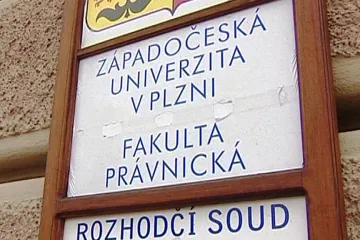 ZÁPADOČESKÁ
UNIVERZITA
V PLZNI
FAKULTA
PRÁVNICKÁ
ROZHODČÍ SOUD